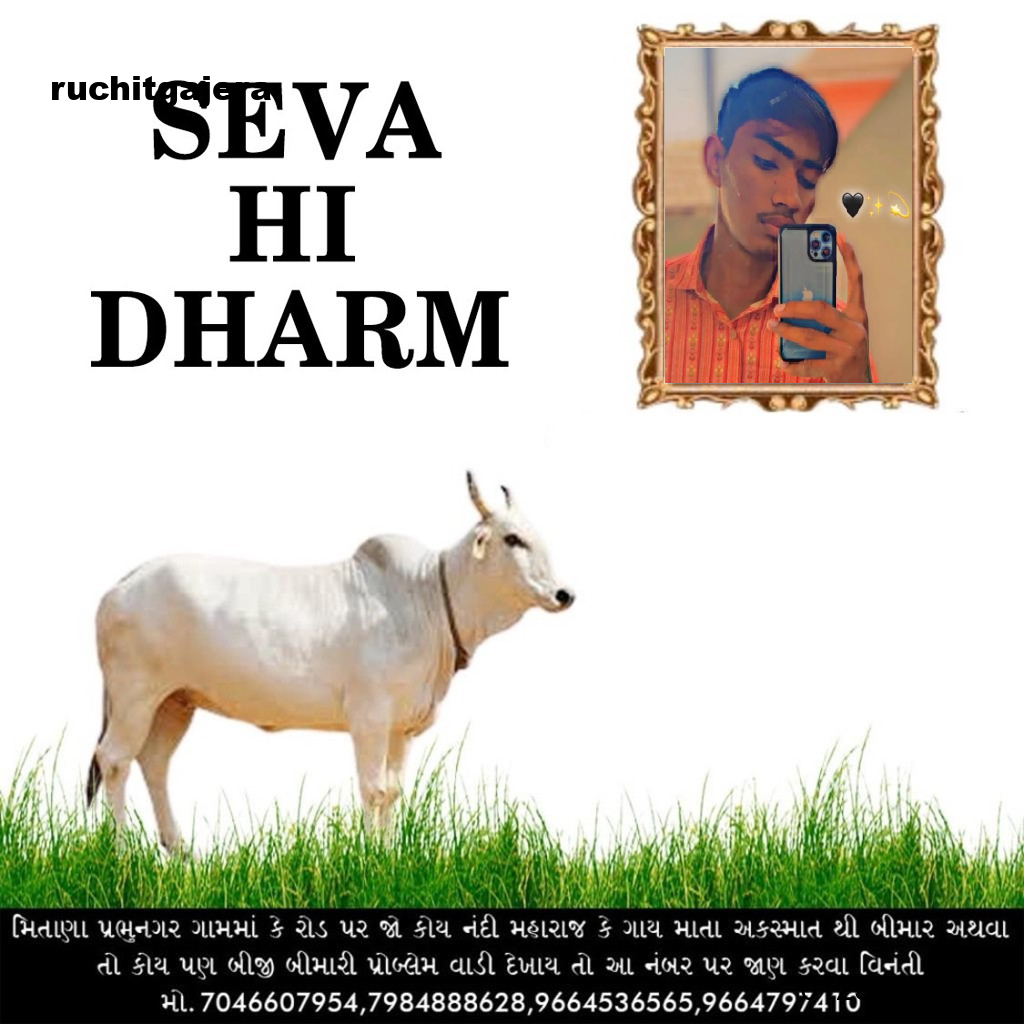 ruchitgajera
SEVA
HI
DHARM
મિતાણા પ્રભુનગર ગામમાં કે રોડ પર જો કોય નંદી મહારાજ કે ગાય માતા અકસ્માત થી બીમાર અથવા
તો કોય પણ બીજી બીમારી પ્રોબ્લેમ વાડી દેખાય તો આ નંબર પર જાણ કરવા વિનંતી
મો. 7046607954,7984888628,9664536565,9664797410